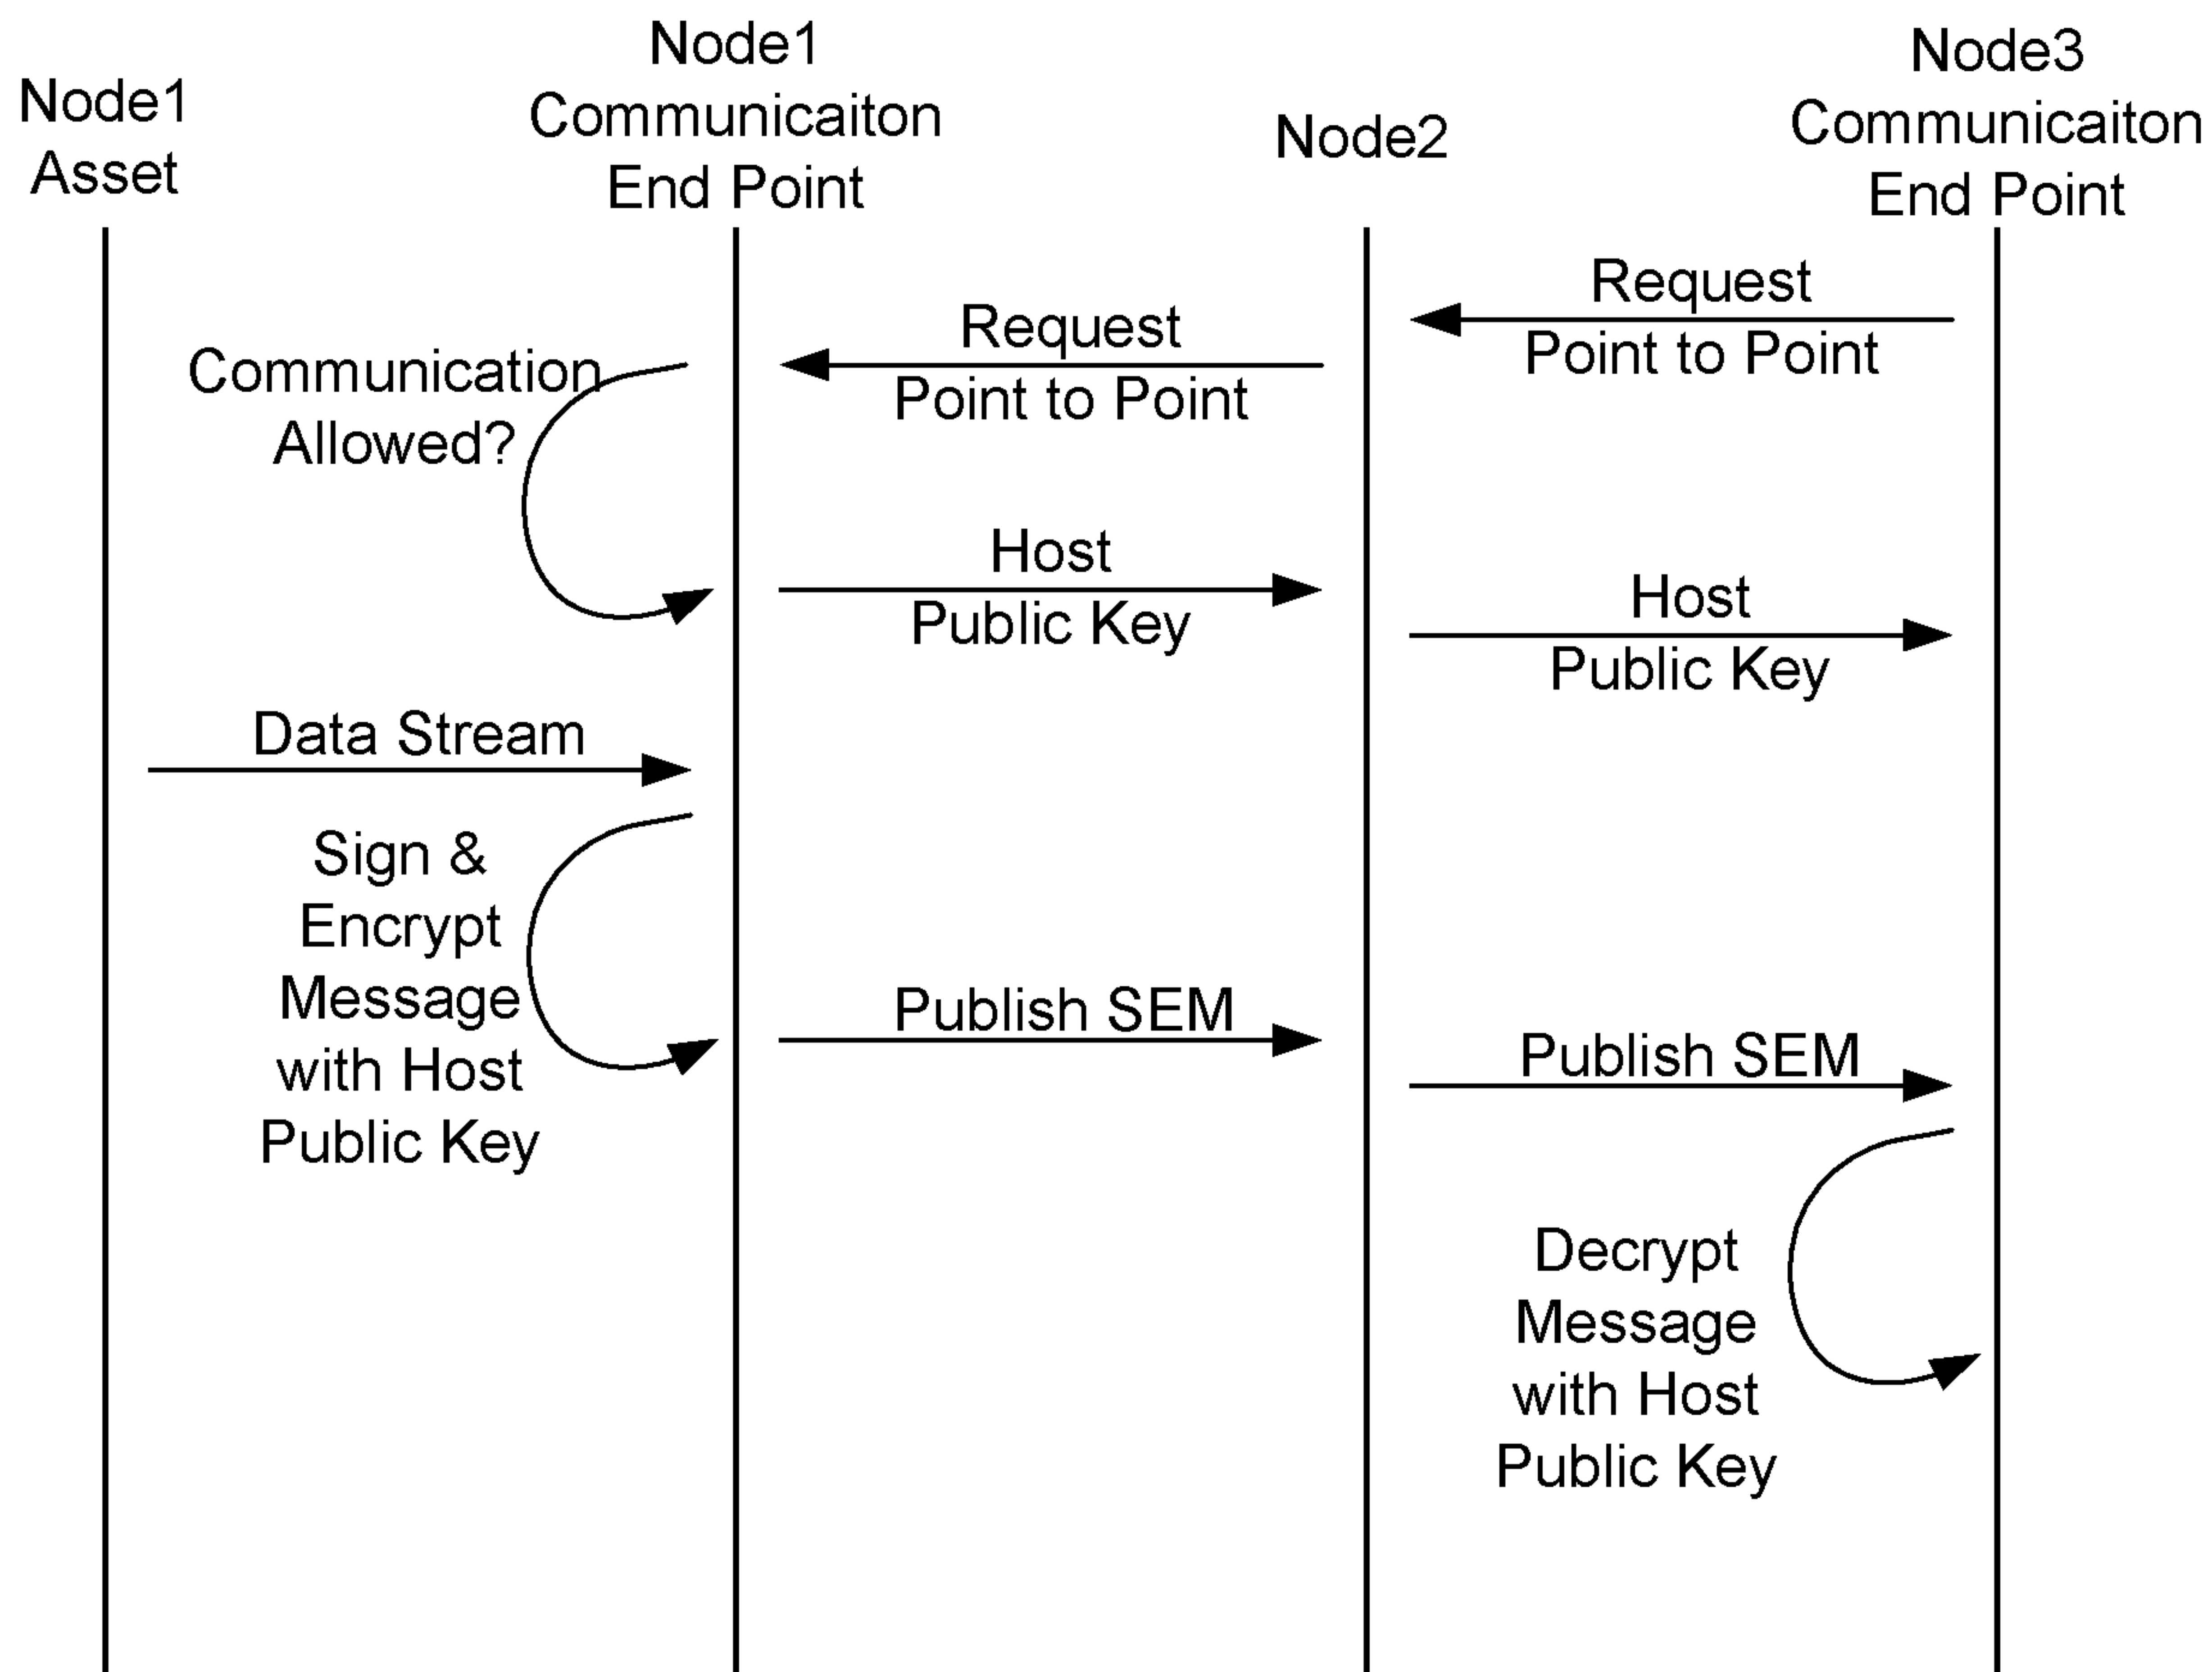 Node1
Asset
Node1
Communicaiton
End Point
Node2
Node3
Communicaiton
End Point
Request
Point to Point
Request
Point to Point
Communication
Allowed?
Host
Public Key
Host
Public Key
Data Stream
Sign &
Encrypt
Message
with Host
Public Key
Publish SEM
Publish SEM
Decrypt
Message
with Host
Public Key